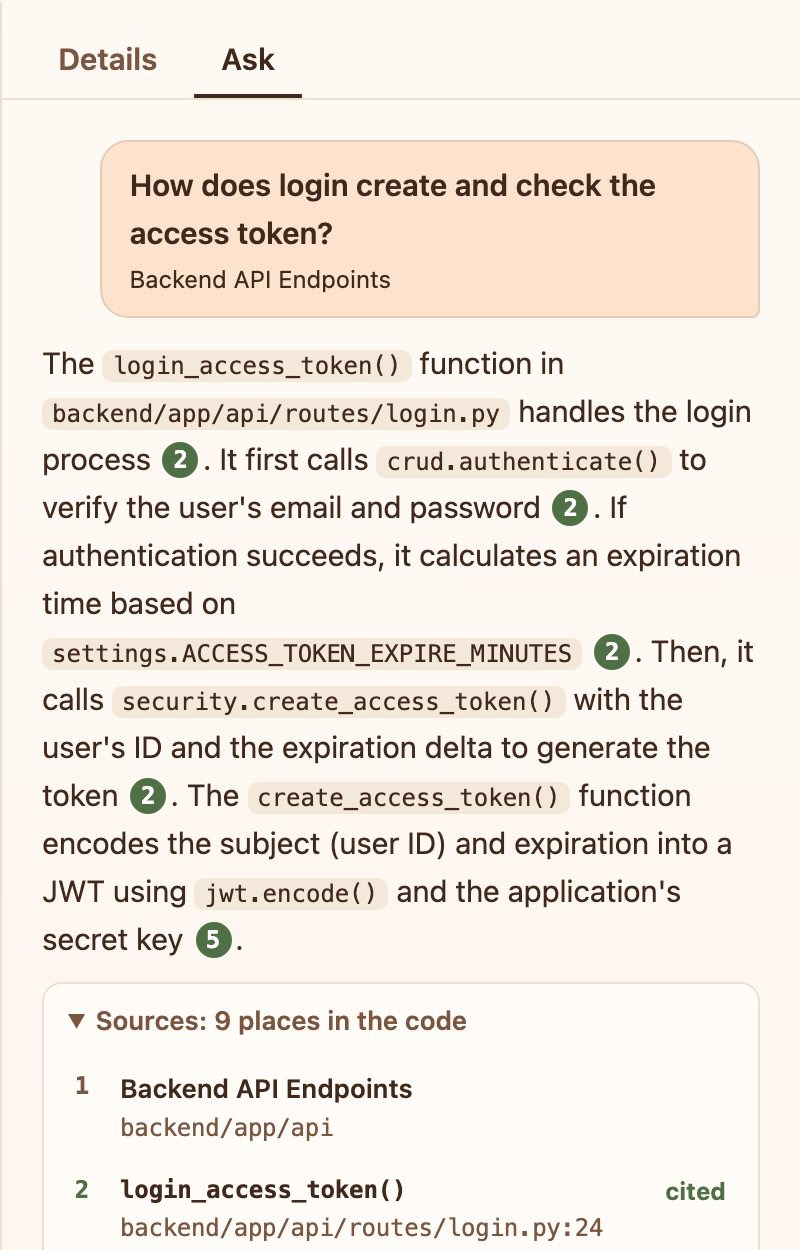 Details Ask
How does login create and check the
access token?
Backend API Endpoints
The login_access_token() function in
backend/app/api/routes/login.py handles the login
process 2. It first calls crud.authenticate() to
verify the user's email and password 2. If
authentication succeeds, it calculates an expiration
time based on
settings.ACCESS_TOKEN_EXPIRE_MINUTES 2. Then, it
calls security.create_access_token() with the
user's ID and the expiration delta to generate the
token 2. The create_access_token() function
encodes the subject (user ID) and expiration into a
JWT using jwt.encode() and the application's
secret key 5.
▼ Sources: 9 places in the code
1 Backend API Endpoints
backend/app/api
2 login_access_token() cited
backend/app/api/routes/login.py:24